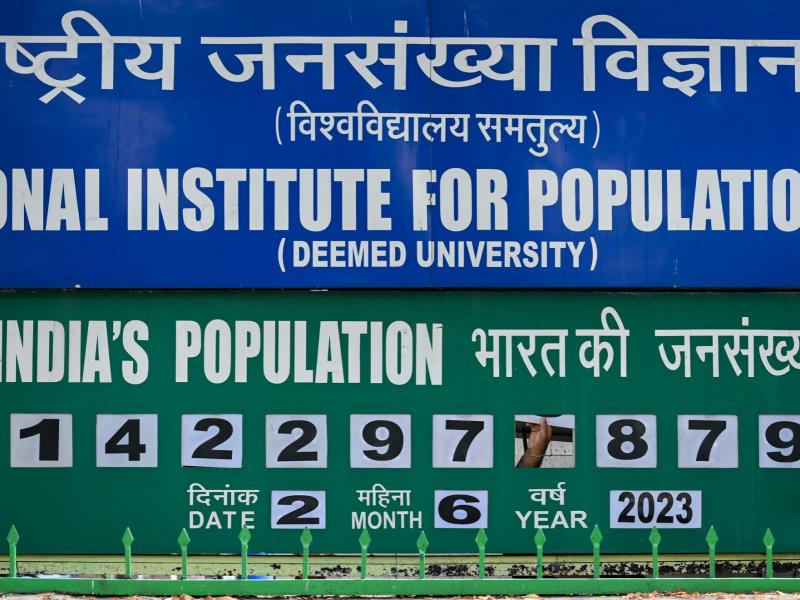 ष्ट्रीय जनसंख्या विज्ञान
(विश्वविद्यालय समतुल्य)
ONAL INSTITUTE FOR POPULATIO
(DEEMED UNIVERSITY)
INDIA'S POPULATION भारत की जनसंख्य
1 4 2 2 9 7 8 7 9
दिनांक 2 महिना 6 वर्ष 2023
DATE MONTH YEAR